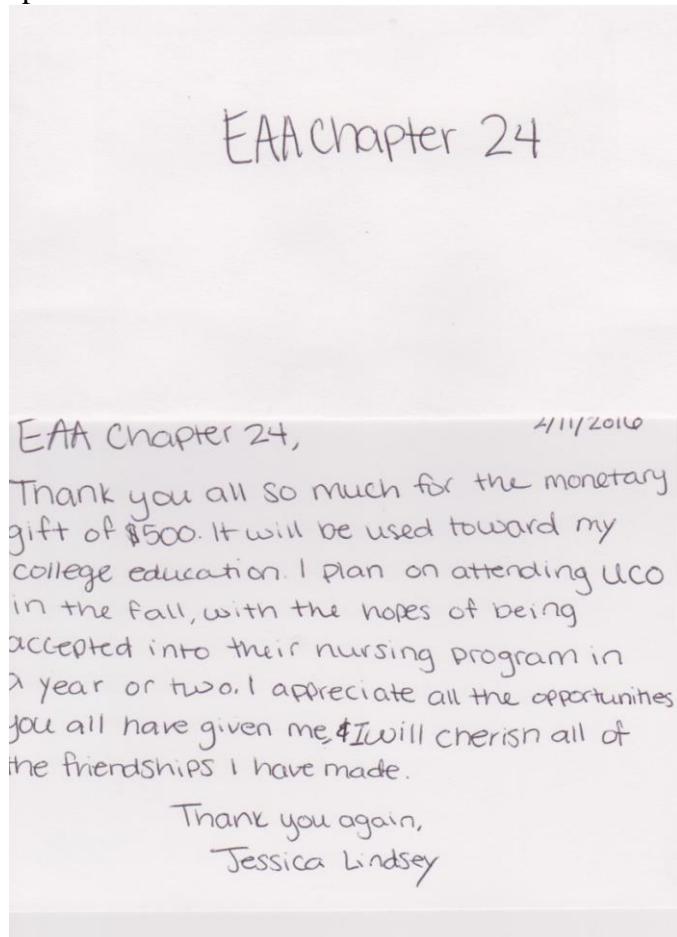 EAA Chapter 24
EAA Chapter 24, 4/11/2016
Thank you all so much for the monetary
gift of $500. It will be used toward my
college education. I plan on attending UCO
in the fall, with the hopes of being
accepted into their nursing program in
a year or two. I appreciate all the opportunities
you all have given me, & I will cherish all of
the friendships I have made.
Thank you again,
Jessica Lindsey